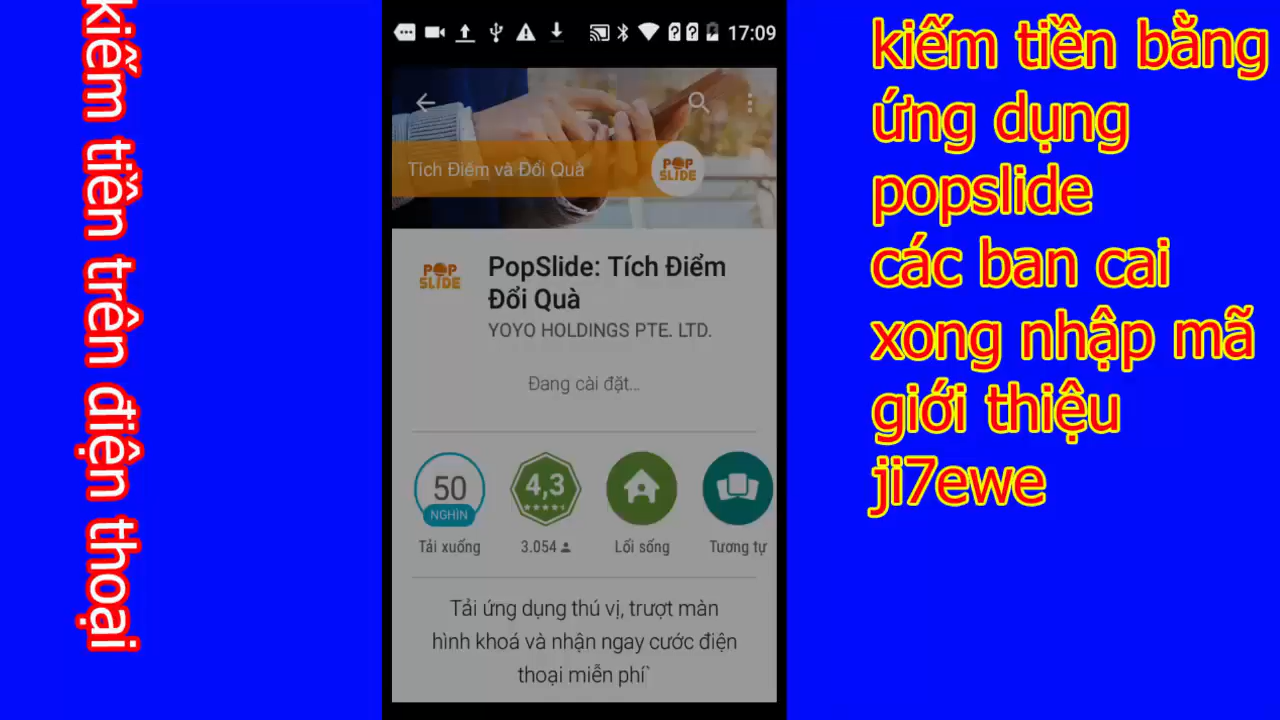 kiếm tiền trên điện thoại
17:09
Tích Điểm và Đổi Quà
POP
SLIDE
POP
SLIDE
PopSlide: Tích Điểm
Đổi Quà
YOYO HOLDINGS PTE. LTD.
Đang cài đặt...
50
NGHÌN
4,3
Tải xuống
3.054
Lối sống
Tương tự
Tải ứng dụng thú vị, trượt màn
hình khoá và nhận ngay cước điện
thoại miễn phí`
kiếm tiền bằng
ứng dụng
popslide
các ban cai
xong nhập mã
giới thiệu
ji7ewe